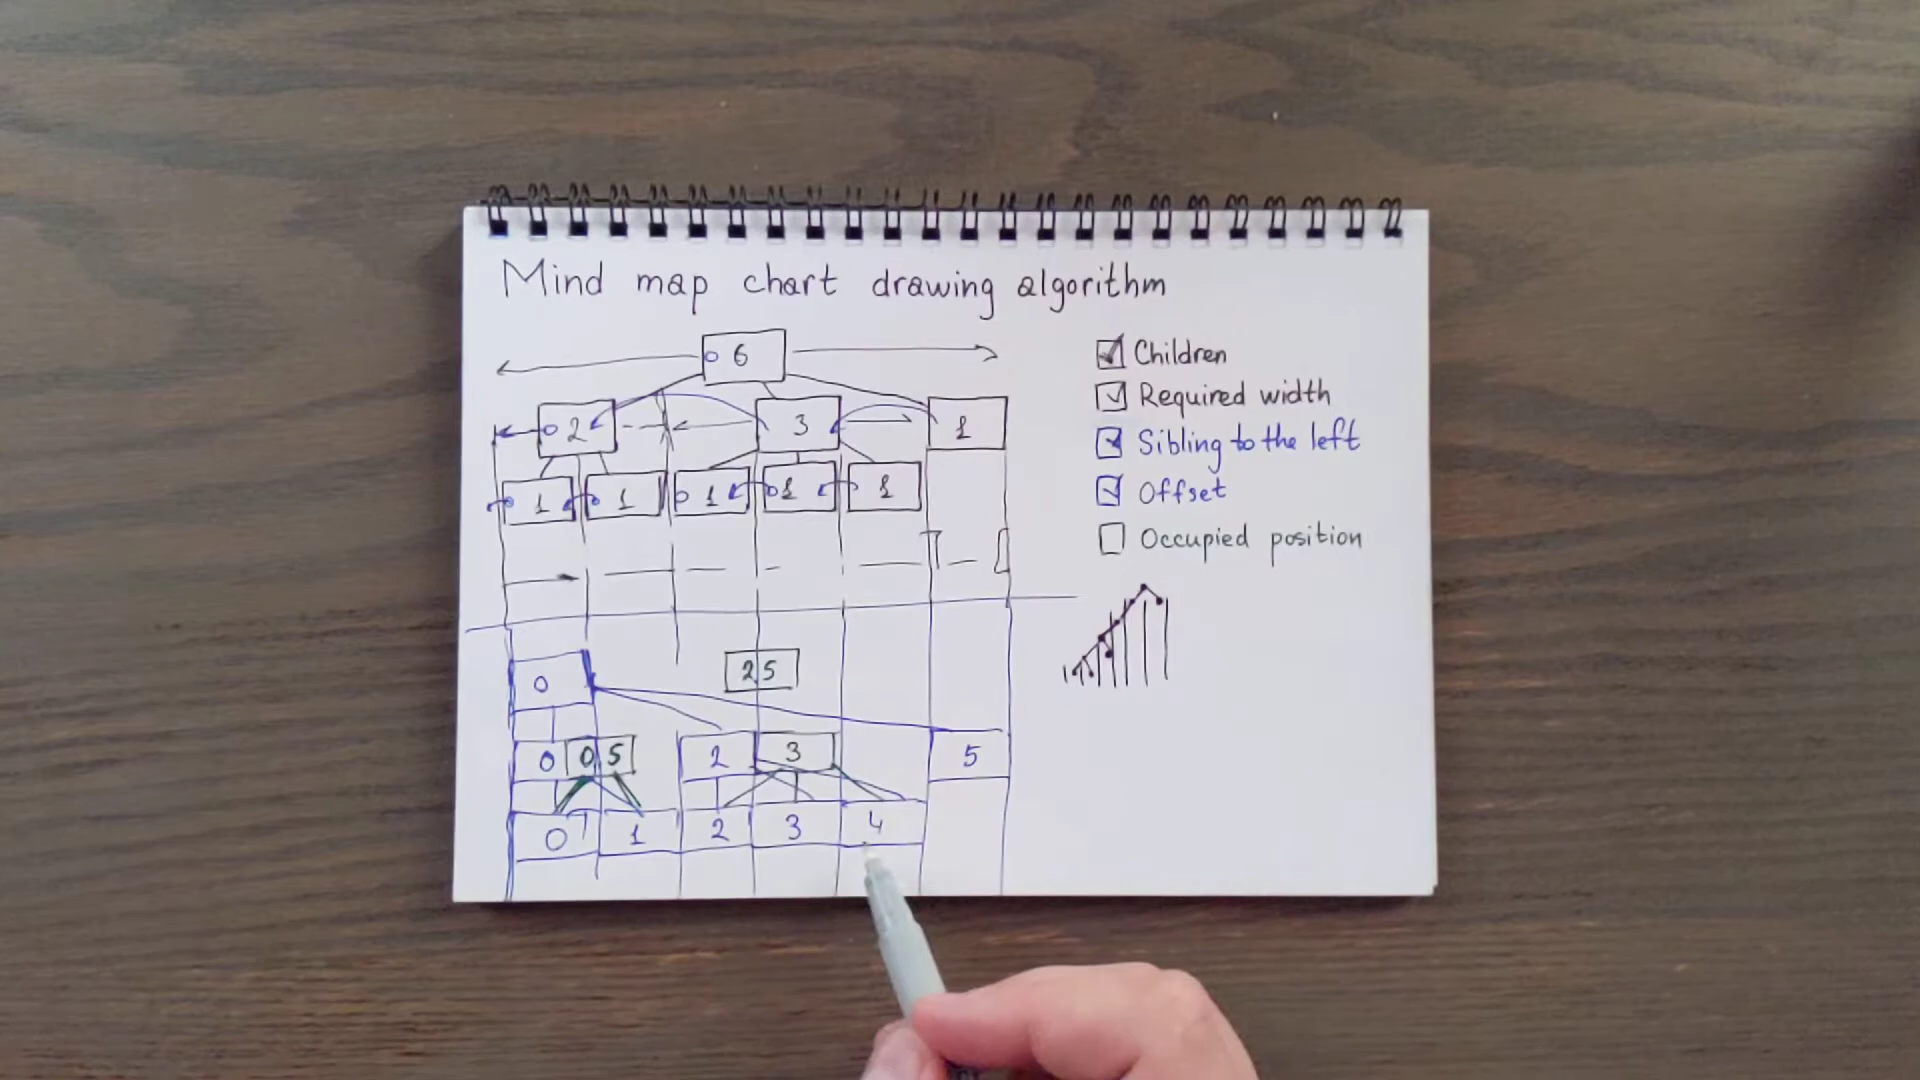 Mind map chart drawing algorithm
6
2 3 1
1 1 1 1 1
Children
Required width
Sibling to the left
Offset
Occupied position
0 2 5
0 0 5 2 3 5
0 1 2 3 4